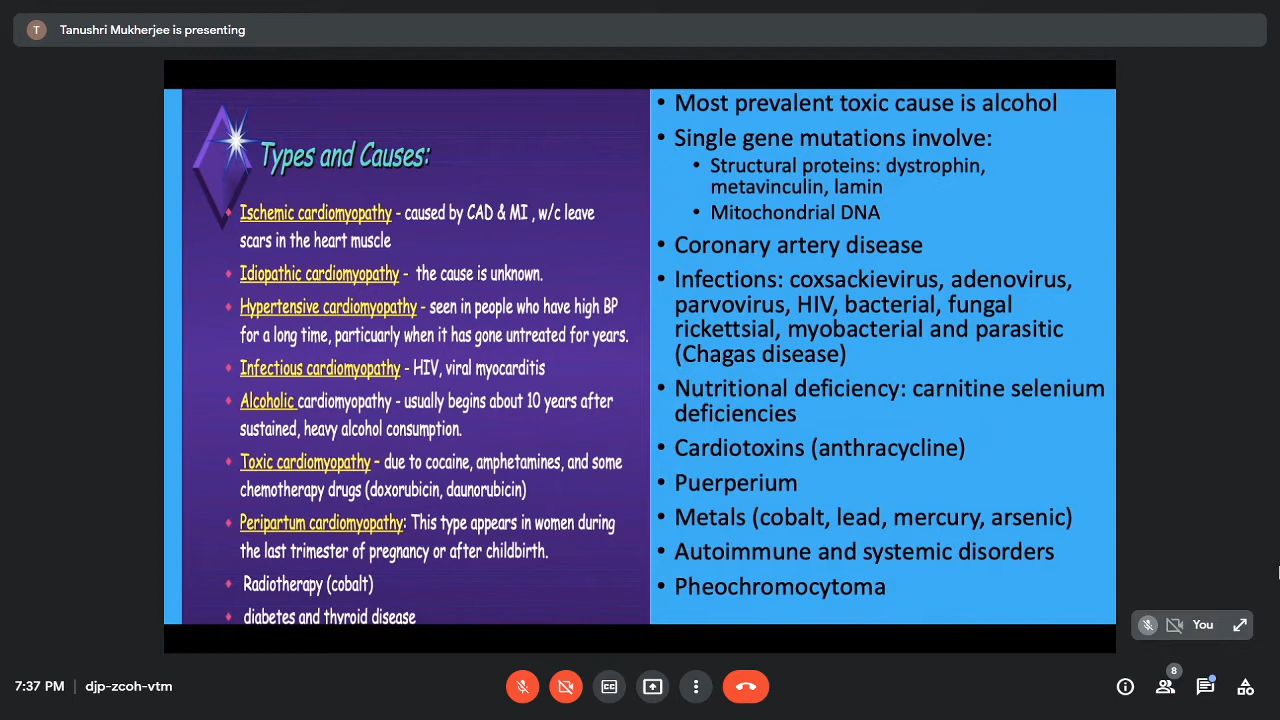 T
Tanushri Mukherjee is presenting
Types and Causes:
Ischemic cardiomyopathy - caused by CAD & MI , w/c leave
scars in the heart muscle
Idiopathic cardiomyopathy - the cause is unknown.
Hypertensive cardiomyopathy - seen in people who have high BP
for a long time, particuarly when it has gone untreated for years.
Infectious cardiomyopathy - HIV, viral myocarditis
Alcoholic cardiomyopathy - usually begins about 10 years after
sustained, heavy alcohol consumption.
Toxic cardiomyopathy - due to cocaine, amphetamines, and some
chemotherapy drugs (doxorubicin, daunorubicin)
Peripartum cardiomyopathy: This type appears in women during
the last trimester of pregnancy or after childbirth.
Radiotherapy (cobalt)
diabetes and thyroid disease
• Most prevalent toxic cause is alcohol
• Single gene mutations involve:
• Structural proteins: dystrophin,
metavinculin, lamin
• Mitochondrial DNA
• Coronary artery disease
• Infections: coxsackievirus, adenovirus,
parvovirus, HIV, bacterial, fungal
rickettsial, myobacterial and parasitic
(Chagas disease)
• Nutritional deficiency: carnitine selenium
deficiencies
• Cardiotoxins (anthracycline)
• Puerperium
• Metals (cobalt, lead, mercury, arsenic)
• Autoimmune and systemic disorders
• Pheochromocytoma
You
7:37 PM | djp-zcoh-vtm
CC
8